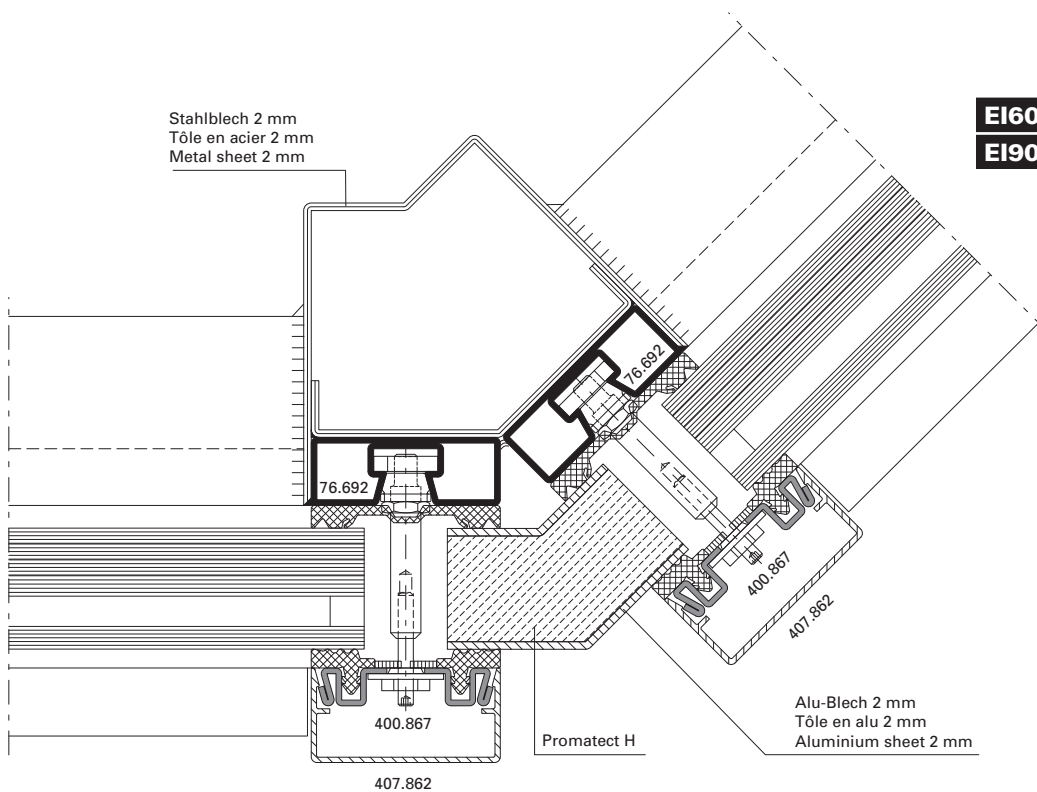 Stahlblech 2 mm
Tôle en acier 2 mm
Metal sheet 2 mm
EI60
EI90
76.692
76.692
400.867
407.862
400.867
407.862
Promatect H
Alu-Blech 2 mm
Tôle en alu 2 mm
Aluminium sheet 2 mm